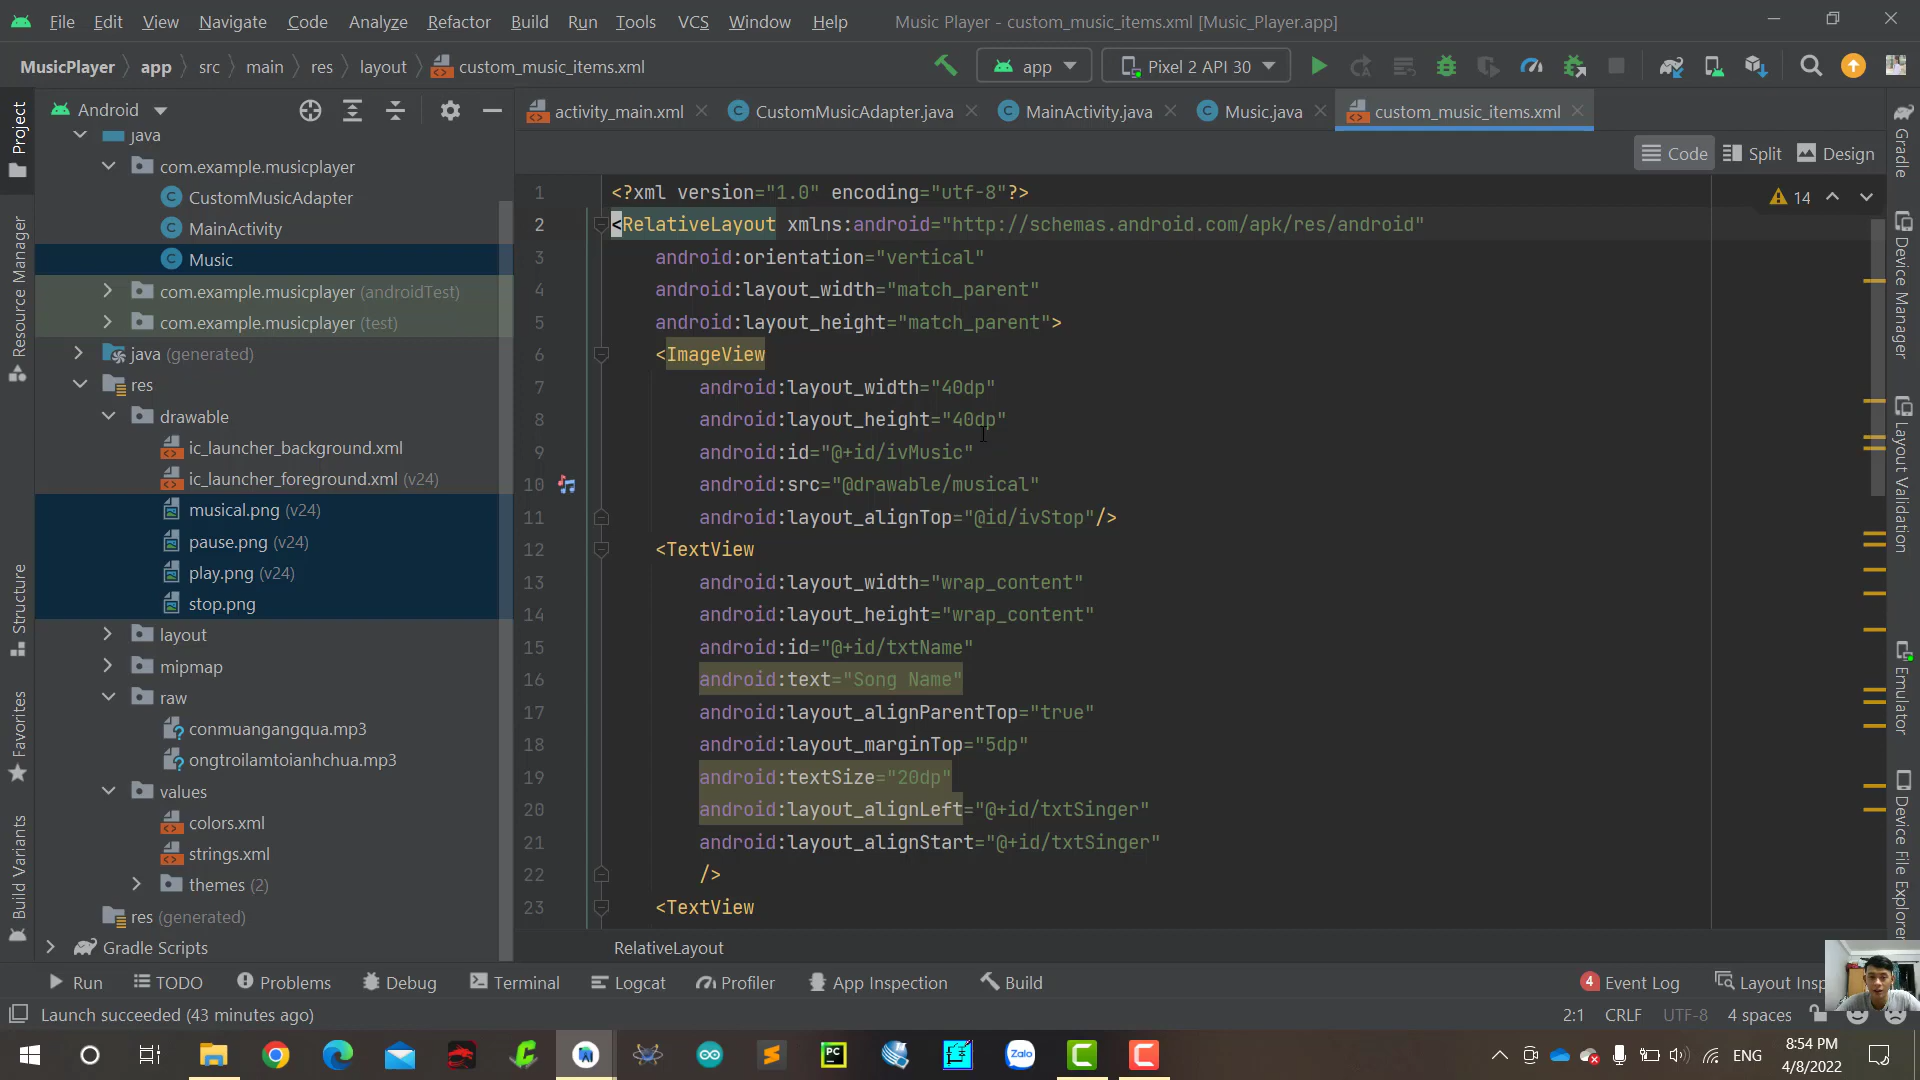 File Edit View Navigate Code Analyze Refactor Build Run Tools VCS Window Help Music Player - custom_music_items.xml [Music_Player.app]
MusicPlayer app src main res layout custom_music_items.xml app Pixel 2 API 30
Android activity_main.xml CustomMusicAdapter.java MainActivity.java Music.java custom_music_items.xml
Code Split Design
14
java
com.example.musicplayer
CustomMusicAdapter
MainActivity
Music
com.example.musicplayer (androidTest)
com.example.musicplayer (test)
java (generated)
res
drawable
ic_launcher_background.xml
ic_launcher_foreground.xml (v24)
musical.png (v24)
pause.png (v24)
play.png (v24)
stop.png
layout
mipmap
raw
conmuangangqua.mp3
ongtroilamtoianhchua.mp3
values
colors.xml
strings.xml
themes (2)
res (generated)
Gradle Scripts
1 <?xml version="1.0" encoding="utf-8"?>
2 <RelativeLayout xmlns:android="http://schemas.android.com/apk/res/android"
3 android:orientation="vertical"
4 android:layout_width="match_parent"
5 android:layout_height="match_parent">
6 <ImageView
7 android:layout_width="40dp"
8 android:layout_height="40dp"
9 android:id="@+id/ivMusic"
10 android:src="@drawable/musical"
11 android:layout_alignTop="@id/ivStop"/>
12 <TextView
13 android:layout_width="wrap_content"
14 android:layout_height="wrap_content"
15 android:id="@+id/txtName"
16 android:text="Song Name"
17 android:layout_alignParentTop="true"
18 android:layout_marginTop="5dp"
19 android:textSize="20dp"
20 android:layout_alignLeft="@+id/txtSinger"
21 android:layout_alignStart="@+id/txtSinger"
22 />
23 <TextView
RelativeLayout
Project
Resource Manager
Structure
Favorites
Build Variants
Gradle
Device Manager
Layout Validation
Emulator
Device File Explorer
Run TODO Problems Debug Terminal Logcat Profiler App Inspection Build 4 Event Log Layout Insp
Launch succeeded (43 minutes ago) 2:1 CRLF UTF-8 4 spaces
PC Zalo ENG 8:54 PM
4/8/2022